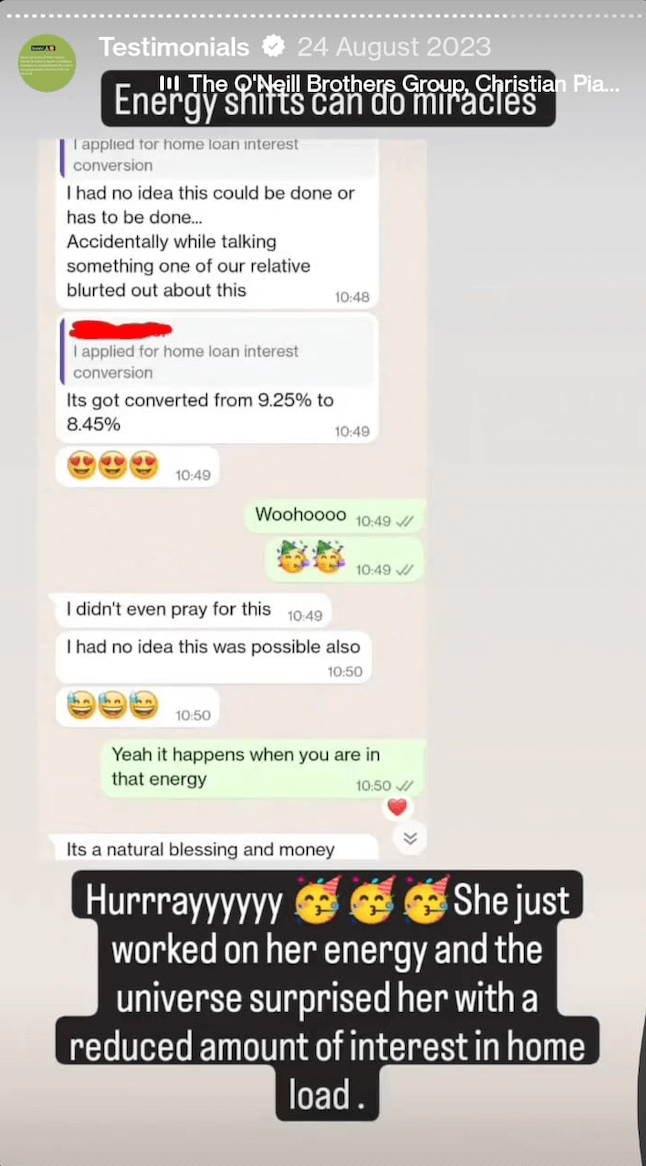 Testimonials 24 August 2023
The O'Neill Brothers Group, Christian Pia...
Energy shifts can do miracles
I applied for home loan interest
conversion
I had no idea this could be done or
has to be done...
Accidentally while talking
something one of our relative
blurted out about this
10:48
I applied for home loan interest
conversion
Its got converted from 9.25% to
8.45%
10:49
😍😍😍 10:49
Woohoooo 10:49
🥳🥳 10:49
I didn't even pray for this 10:49
I had no idea this was possible also
10:50
😅😅😅 10:50
Yeah it happens when you are in
that energy
10:50
Its a natural blessing and money
Hurrrayyyyyy 🥳🥳🥳She just
worked on her energy and the
universe surprised her with a
reduced amount of interest in home
load .